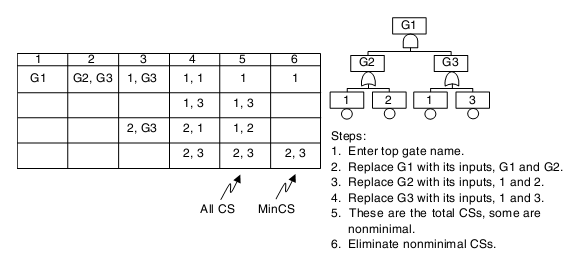 1 2 3 4 5 6
G1 G2, G3 1, G3 1, 1 1 1
1, 3 1, 3
2, G3 2, 1 1, 2
2, 3 2, 3 2, 3
All CS MinCS
G1
G2 G3
1 2 1 3
Steps:
1. Enter top gate name.
2. Replace G1 with its inputs, G1 and G2.
3. Replace G2 with its inputs, 1 and 2.
4. Replace G3 with its inputs, 1 and 3.
5. These are the total CSs, some are
nonminimal.
6. Eliminate nonminimal CSs.